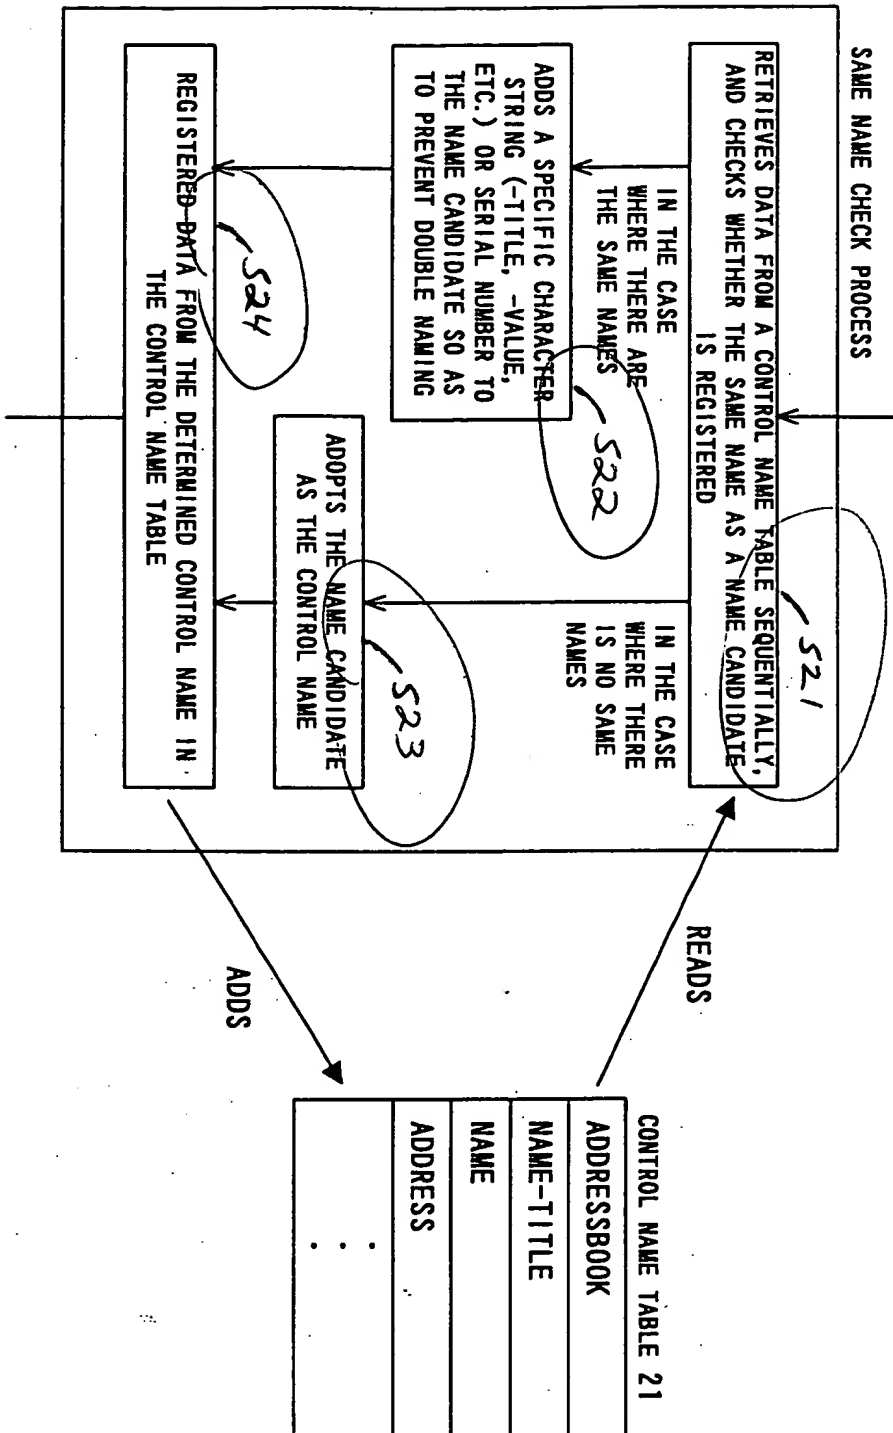 SAME NAME CHECK PROCESS
RETRIEVES DATA FROM A CONTROL NAME TABLE SEQUENTIALLY,
AND CHECKS WHETHER THE SAME NAME AS A NAME CANDIDATE
IS REGISTERED
S21
IN THE CASE
WHERE THERE ARE
THE SAME NAMES
IN THE CASE
WHERE THERE
IS NO SAME
NAMES
ADDS A SPECIFIC CHARACTER
STRING (-TITLE, -VALUE,
ETC.) OR SERIAL NUMBER TO
THE NAME CANDIDATE SO AS
TO PREVENT DOUBLE NAMING
S22
ADOPTS THE NAME CANDIDATE
AS THE CONTROL NAME
S23
REGISTERED DATA FROM THE DETERMINED CONTROL NAME IN
THE CONTROL NAME TABLE
S24
READS
ADDS
CONTROL NAME TABLE 21
ADDRESSBOOK
NAME-TITLE
NAME
ADDRESS
. . .